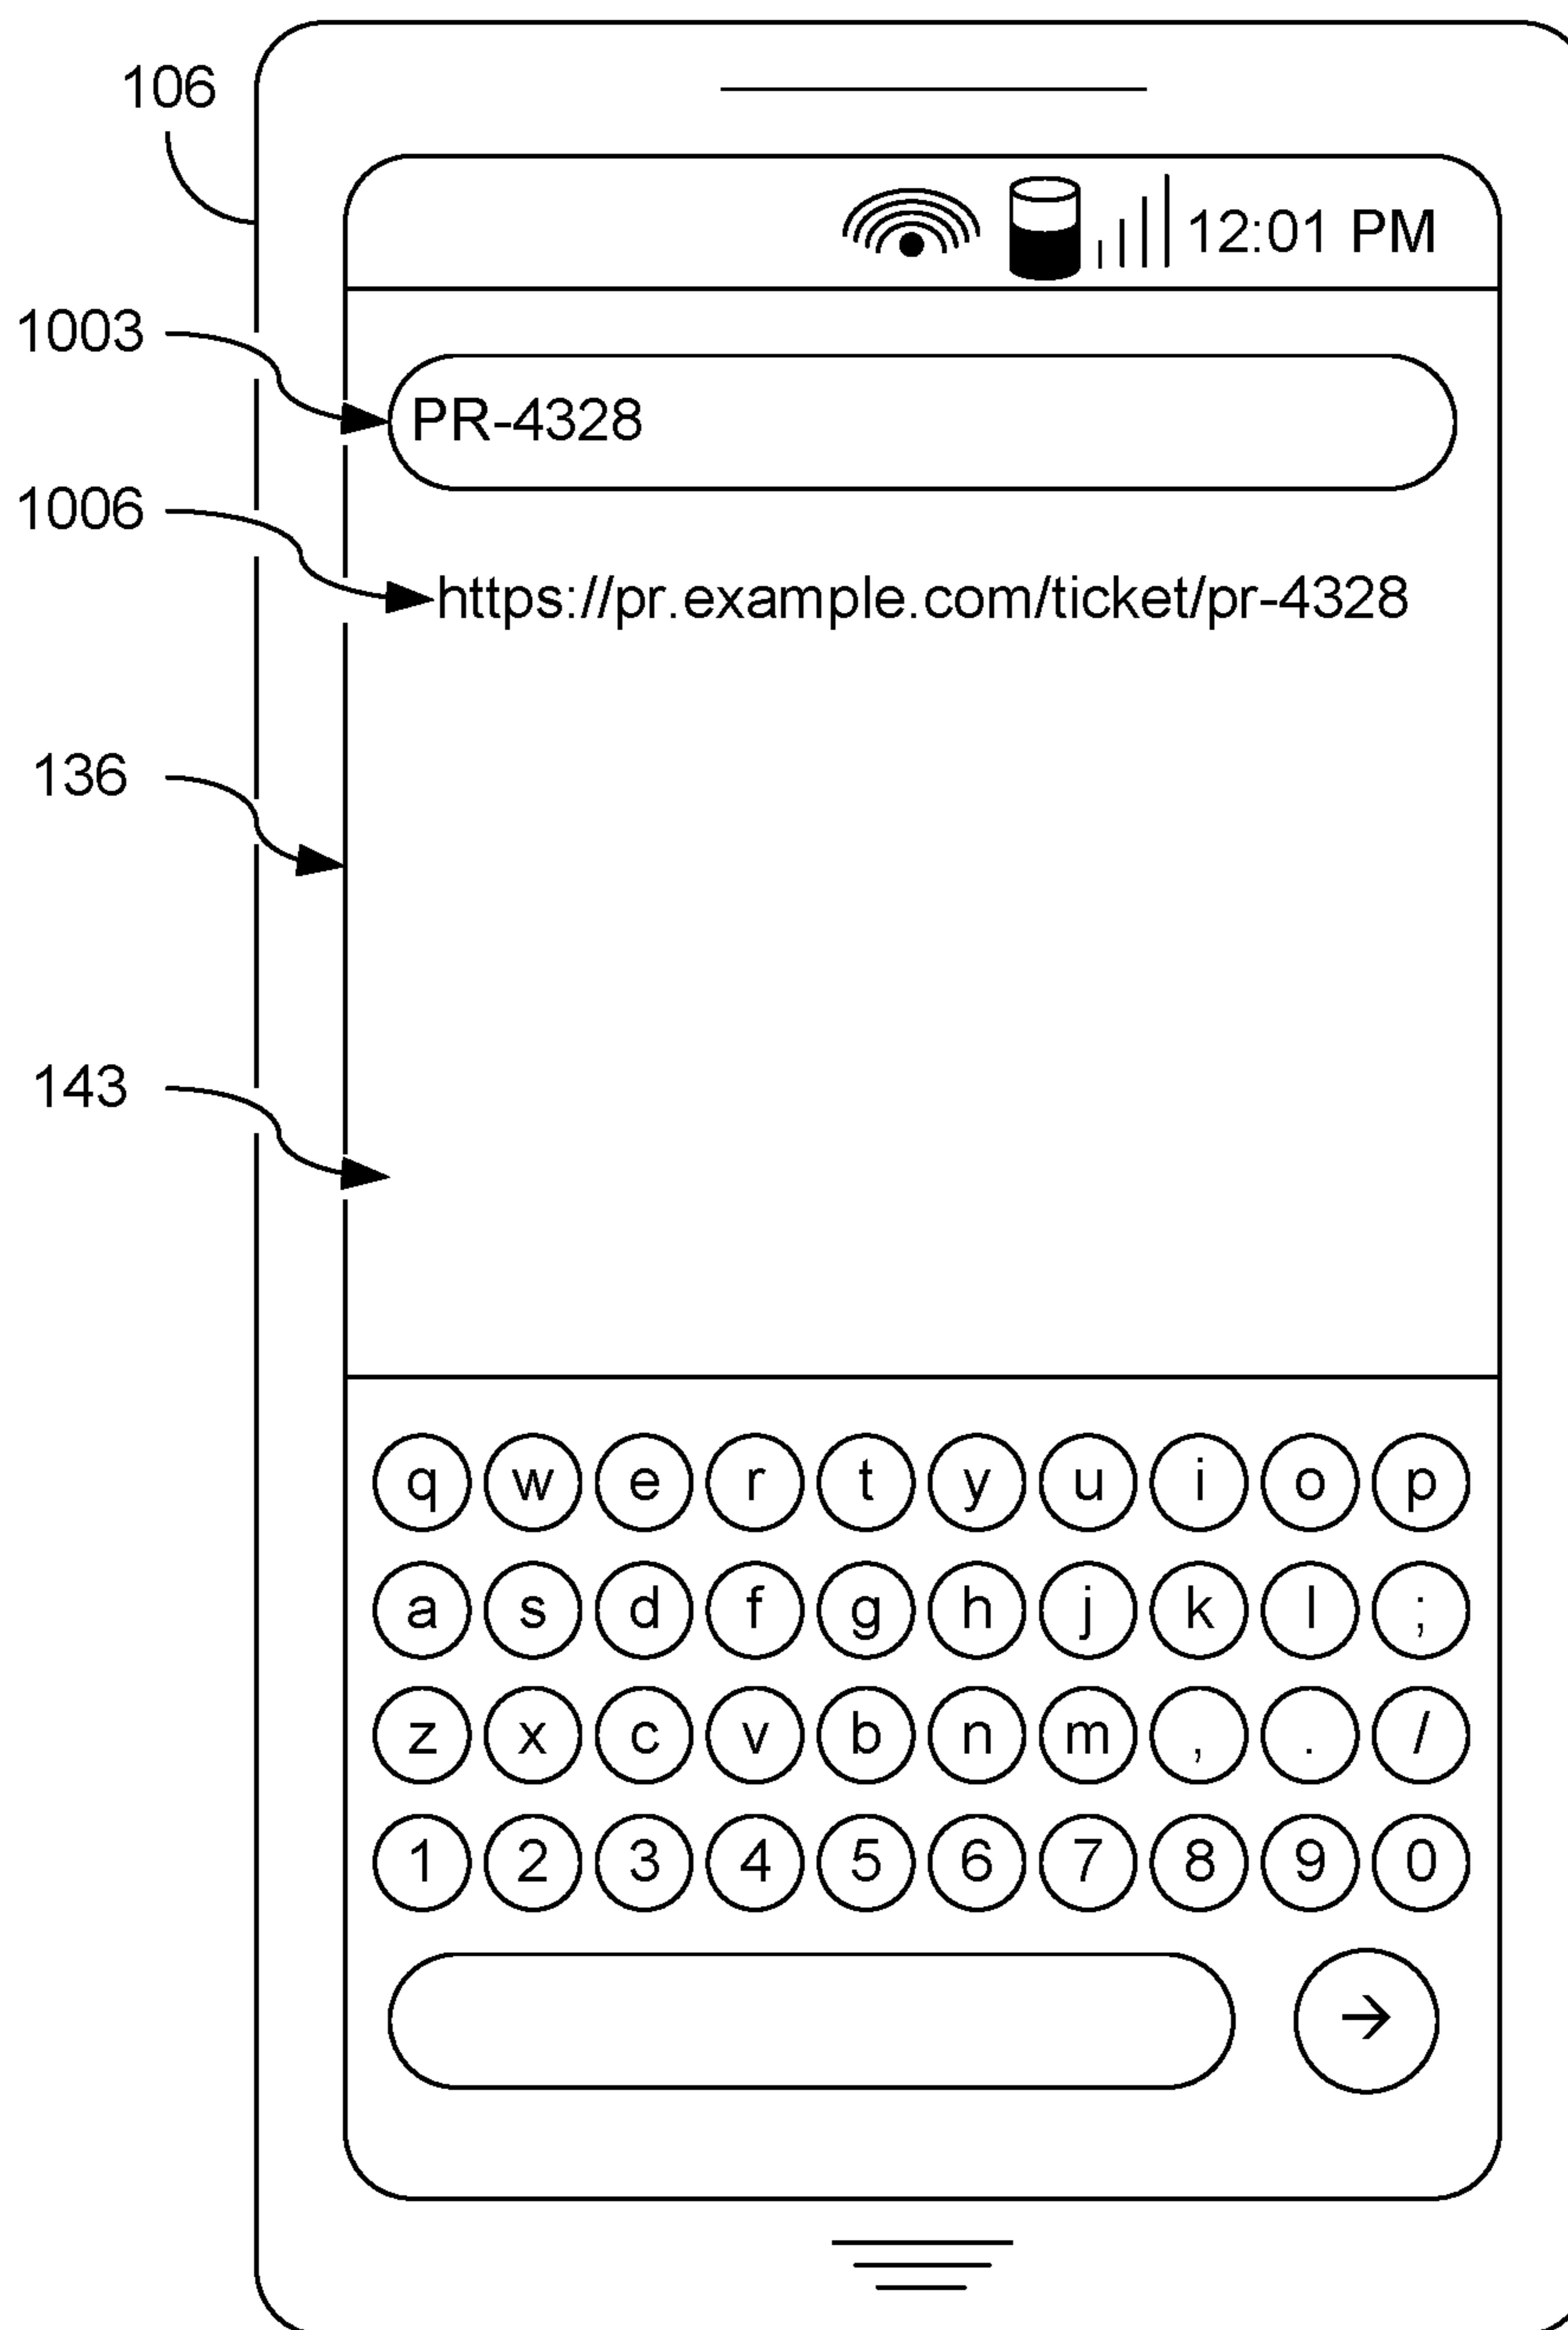 106
12:01 PM
1003
PR-4328
1006
https://pr.example.com/ticket/pr-4328
136
143
q w e r t y u i o p
a s d f g h j k l ;
z x c v b n m , . /
1 2 3 4 5 6 7 8 9 0
→